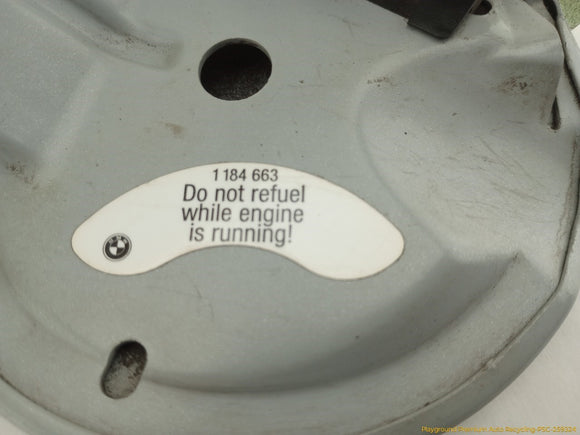 1 184 663
Do not refuel
while engine
is running!